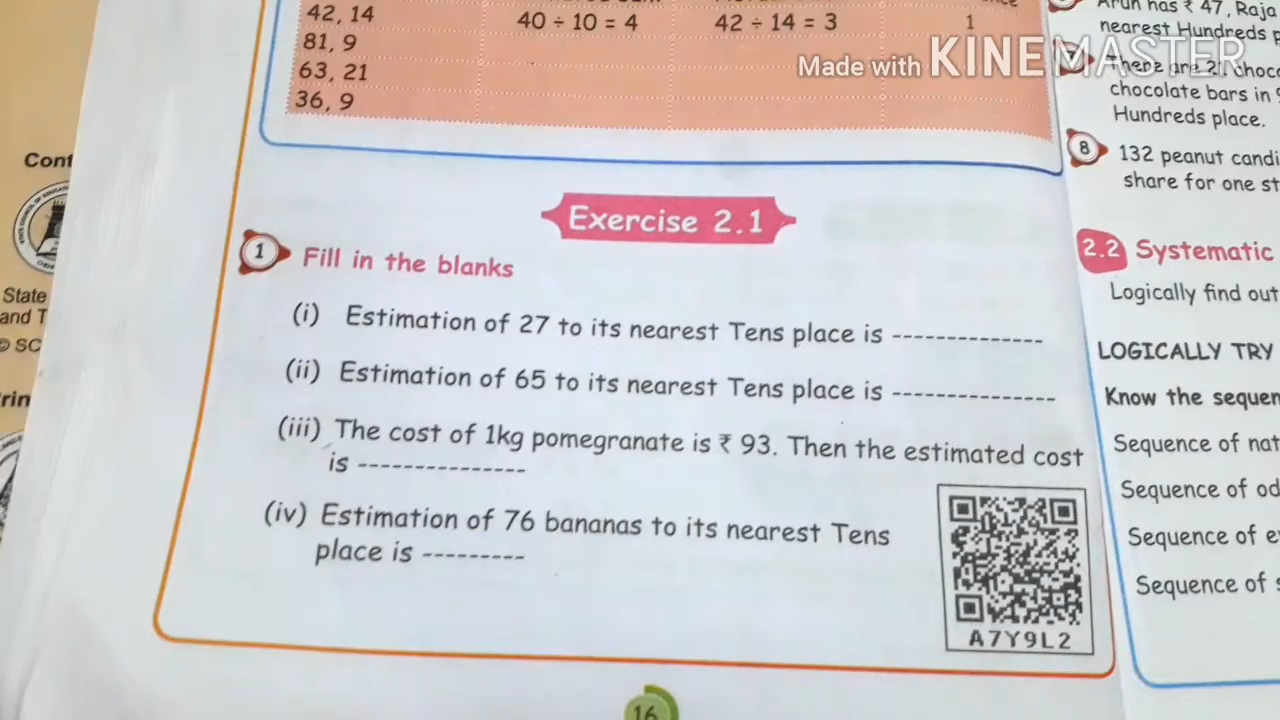 42, 14 40 ÷ 10 = 4 42 ÷ 14 = 3 1
81, 9
63, 21
36, 9
Made with KINEMASTER
Exercise 2.1
1 Fill in the blanks
(i) Estimation of 27 to its nearest Tens place is --------------
(ii) Estimation of 65 to its nearest Tens place is ---------------
(iii) The cost of 1kg pomegranate is ₹ 93. Then the estimated cost
is ---------------
(iv) Estimation of 76 bananas to its nearest Tens
place is ---------
A7Y9L2
16
Arun has ₹ 47, Raja
nearest Hundreds
There are 21
chocolate bars in
Hundreds place.
8 132 peanut candi
share for one st
2.2 Systematic
Logically find out
LOGICALLY TRY
Know the sequen
Sequence of nat
Sequence of od
Sequence of
Sequence of
Cont
State
and T
© SC